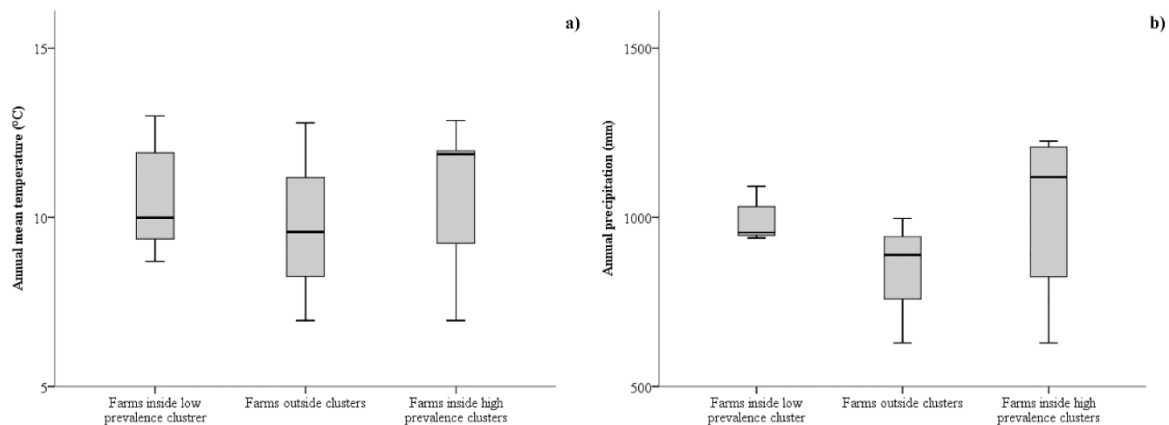 a)
Annual mean temperature (ºC)
15
10
5
Farms inside low
prevalence clustrer
Farms outside clusters
Farms inside high
prevalence clusters
b)
Annual precipitation (mm)
1500
1000
500
Farms inside low
prevalence cluster
Farms outside clusters
Farms inside high
prevalence clusters